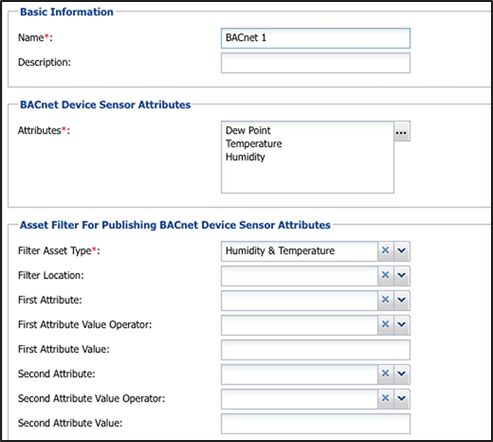 Basic Information
Name*: BACnet 1
Description:
BACnet Device Sensor Attributes
Attributes*: Dew Point ...
Temperature
Humidity
Asset Filter For Publishing BACnet Device Sensor Attributes
Filter Asset Type*: Humidity & Temperature
Filter Location:
First Attribute:
First Attribute Value Operator:
First Attribute Value:
Second Attribute:
Second Attribute Value Operator:
Second Attribute Value: